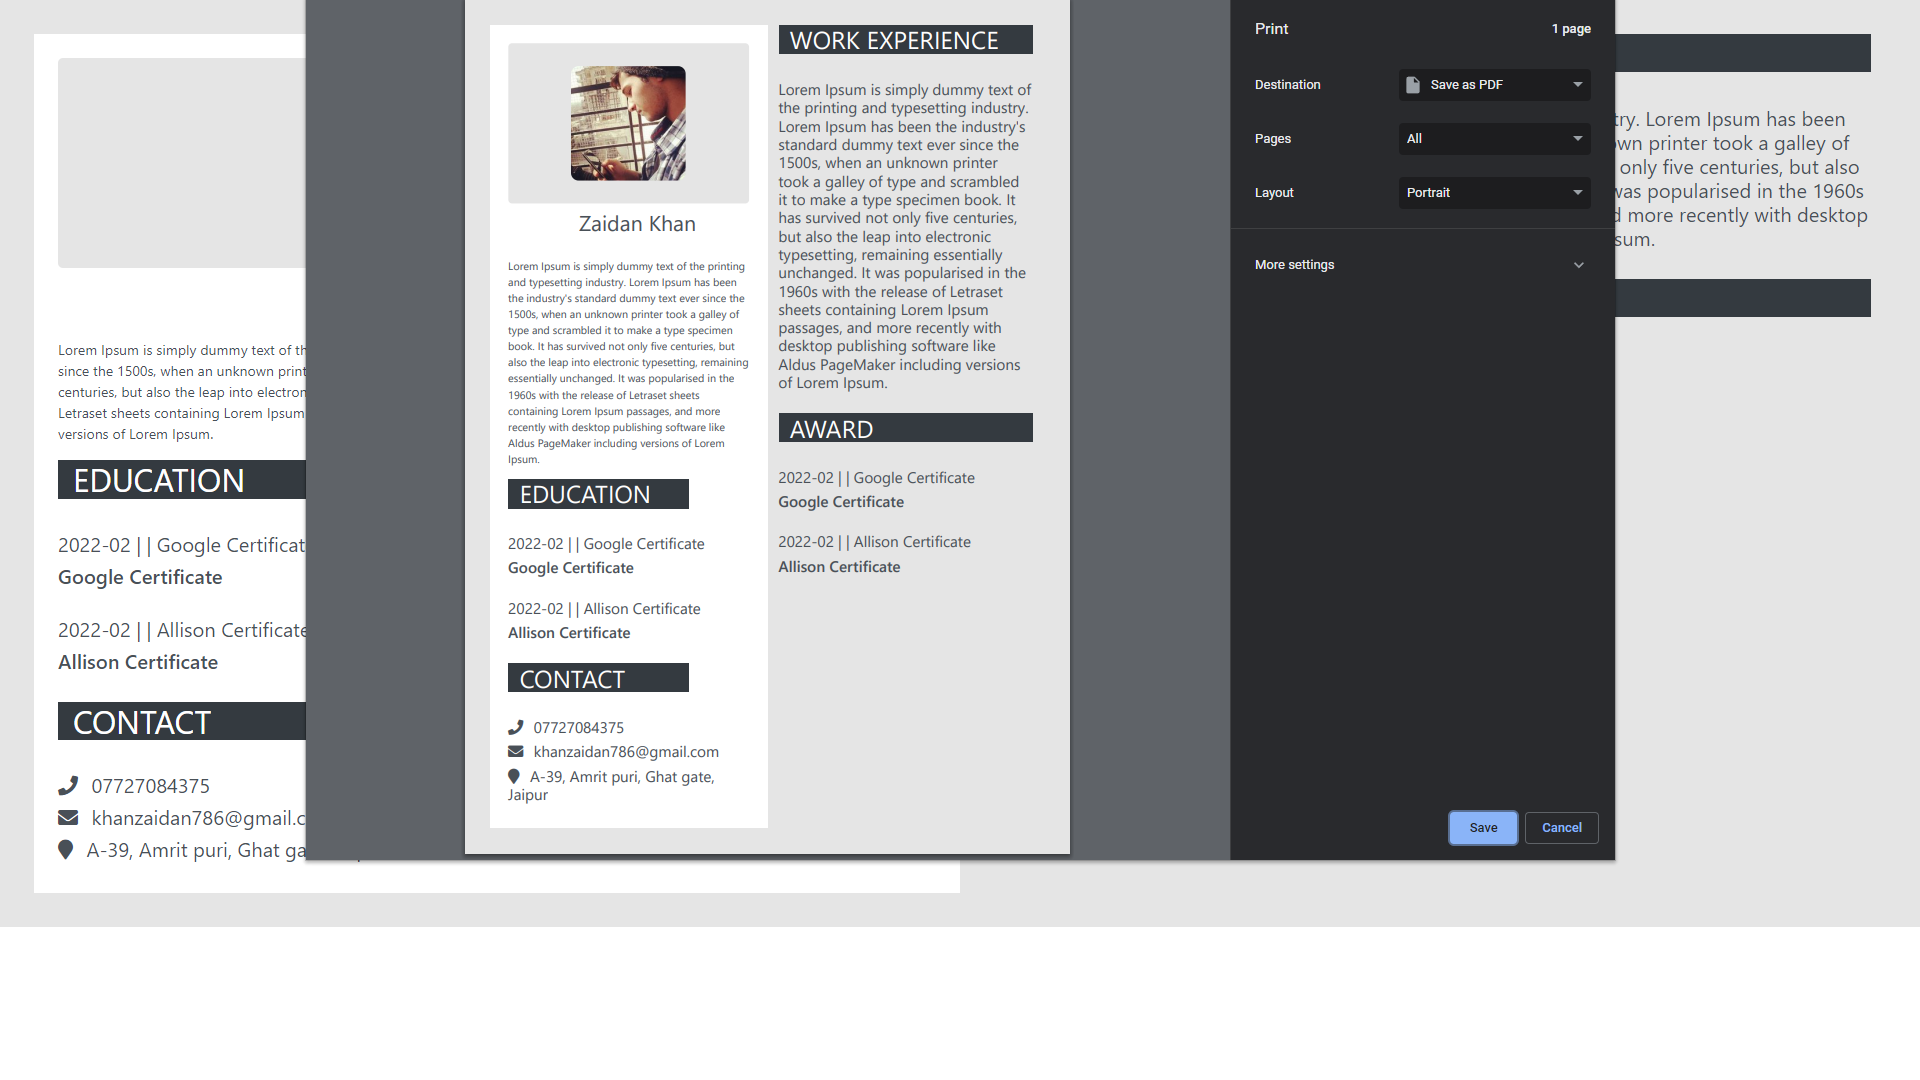 WORK EXPERIENCE
Lorem Ipsum is simply dummy text of
the printing and typesetting industry.
Lorem Ipsum has been the industry's
standard dummy text ever since the
1500s, when an unknown printer
took a galley of type and scrambled
it to make a type specimen book. It
has survived not only five centuries,
but also the leap into electronic
typesetting, remaining essentially
unchanged. It was popularised in the
1960s with the release of Letraset
sheets containing Lorem Ipsum
passages, and more recently with
desktop publishing software like
Aldus PageMaker including versions
of Lorem Ipsum.
AWARD
2022-02 | | Google Certificate
Google Certificate
2022-02 | | Allison Certificate
Allison Certificate
Zaidan Khan
Lorem Ipsum is simply dummy text of the printing
and typesetting industry. Lorem Ipsum has been
the industry's standard dummy text ever since the
1500s, when an unknown printer took a galley of
type and scrambled it to make a type specimen
book. It has survived not only five centuries, but
also the leap into electronic typesetting, remaining
essentially unchanged. It was popularised in the
1960s with the release of Letraset sheets
containing Lorem Ipsum passages, and more
recently with desktop publishing software like
Aldus PageMaker including versions of Lorem
Ipsum.
EDUCATION
2022-02 | | Google Certificate
Google Certificate
2022-02 | | Allison Certificate
Allison Certificate
CONTACT
07727084375
khanzaidan786@gmail.com
A-39, Amrit puri, Ghat gate,
Jaipur
Print
1 page
Destination
Save as PDF
Pages
All
Layout
Portrait
More settings
Save
Cancel
Lorem Ipsum is simply dummy text of th
since the 1500s, when an unknown print
centuries, but also the leap into electron
Letraset sheets containing Lorem Ipsum
versions of Lorem Ipsum.
EDUCATION
2022-02 | | Google Certificat
Google Certificate
2022-02 | | Allison Certificate
Allison Certificate
CONTACT
07727084375
khanzaidan786@gmail.c
A-39, Amrit puri, Ghat ga
try. Lorem Ipsum has been
own printer took a galley of
only five centuries, but also
was popularised in the 1960s
d more recently with desktop
sum.